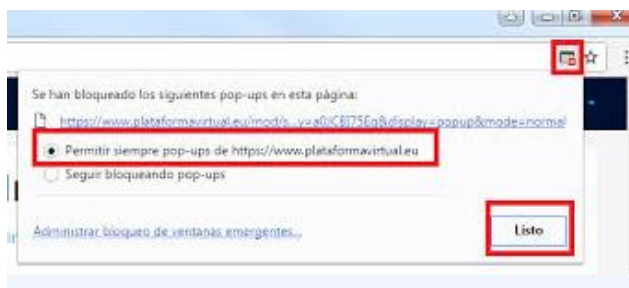 Se han bloqueado los siguientes pop-ups en esta página:
https://www.plataformavirtual.eu/mod/s...y=a0JCBI75Eq&display=popup&mode=normal
Permitir siempre pop-ups de https://www.plataformavirtual.eu
Seguir bloqueando pop-ups
Administrar bloqueo de ventanas emergentes...
Listo